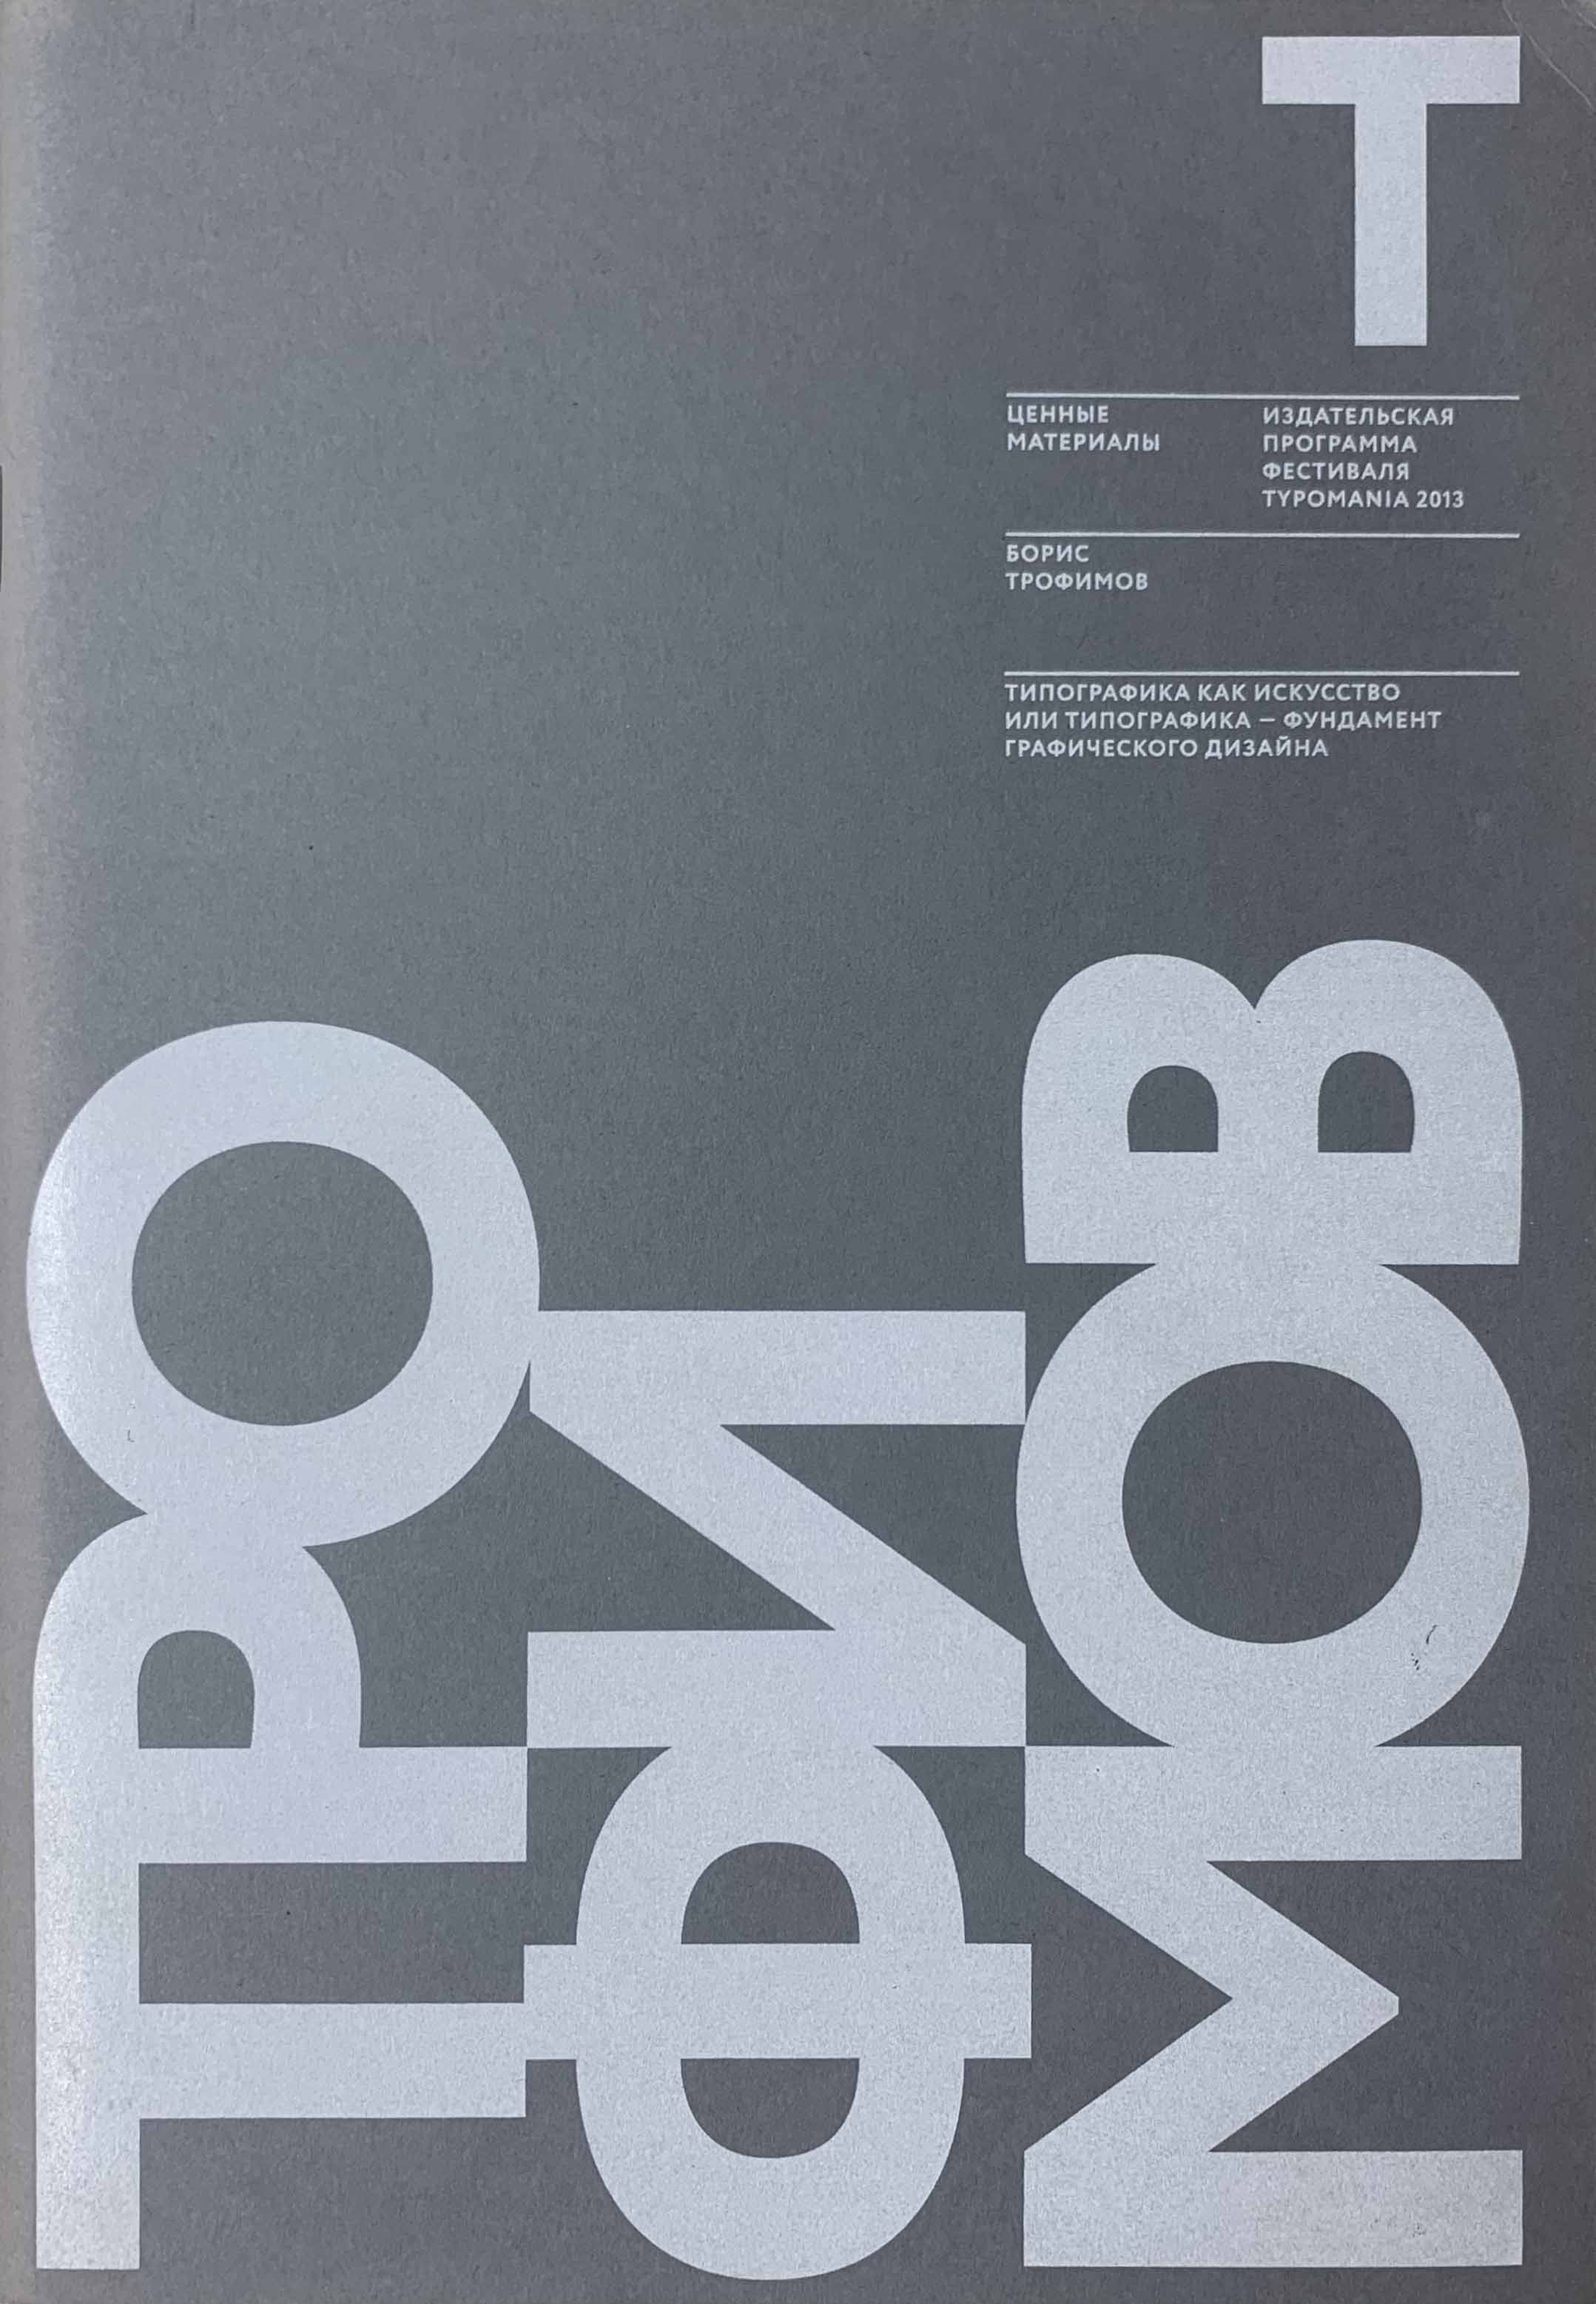 Т
ЦЕННЫЕ
МАТЕРИАЛЫ
ИЗДАТЕЛЬСКАЯ
ПРОГРАММА
ФЕСТИВАЛЯ
TYPOMANIA 2013
БОРИС
ТРОФИМОВ
ТИПОГРАФИКА КАК ИСКУССТВО
ИЛИ ТИПОГРАФИКА – ФУНДАМЕНТ
ГРАФИЧЕСКОГО ДИЗАЙНА
ТРО
ФИ
МОВ